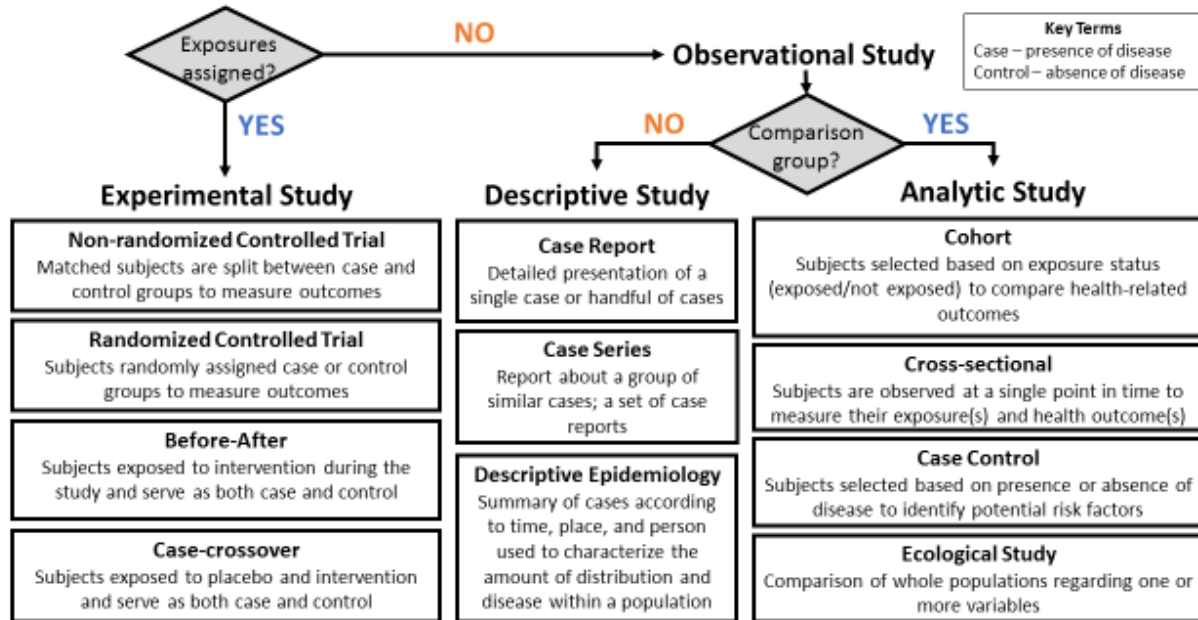 Exposures
assigned?
NO
Observational Study
Key Terms
Case – presence of disease
Control – absence of disease
YES
NO
Comparison
group?
YES
Experimental Study
Non-randomized Controlled Trial
Matched subjects are split between case and
control groups to measure outcomes
Randomized Controlled Trial
Subjects randomly assigned case or control
groups to measure outcomes
Before-After
Subjects exposed to intervention during the
study and serve as both case and control
Case-crossover
Subjects exposed to placebo and intervention
and serve as both case and control
Descriptive Study
Case Report
Detailed presentation of a
single case or handful of cases
Case Series
Report about a group of
similar cases; a set of case
reports
Descriptive Epidemiology
Summary of cases according
to time, place, and person
used to characterize the
amount of distribution and
disease within a population
Analytic Study
Cohort
Subjects selected based on exposure status
(exposed/not exposed) to compare health-related
outcomes
Cross-sectional
Subjects are observed at a single point in time to
measure their exposure(s) and health outcome(s)
Case Control
Subjects selected based on presence or absence of
disease to identify potential risk factors
Ecological Study
Comparison of whole populations regarding one or
more variables